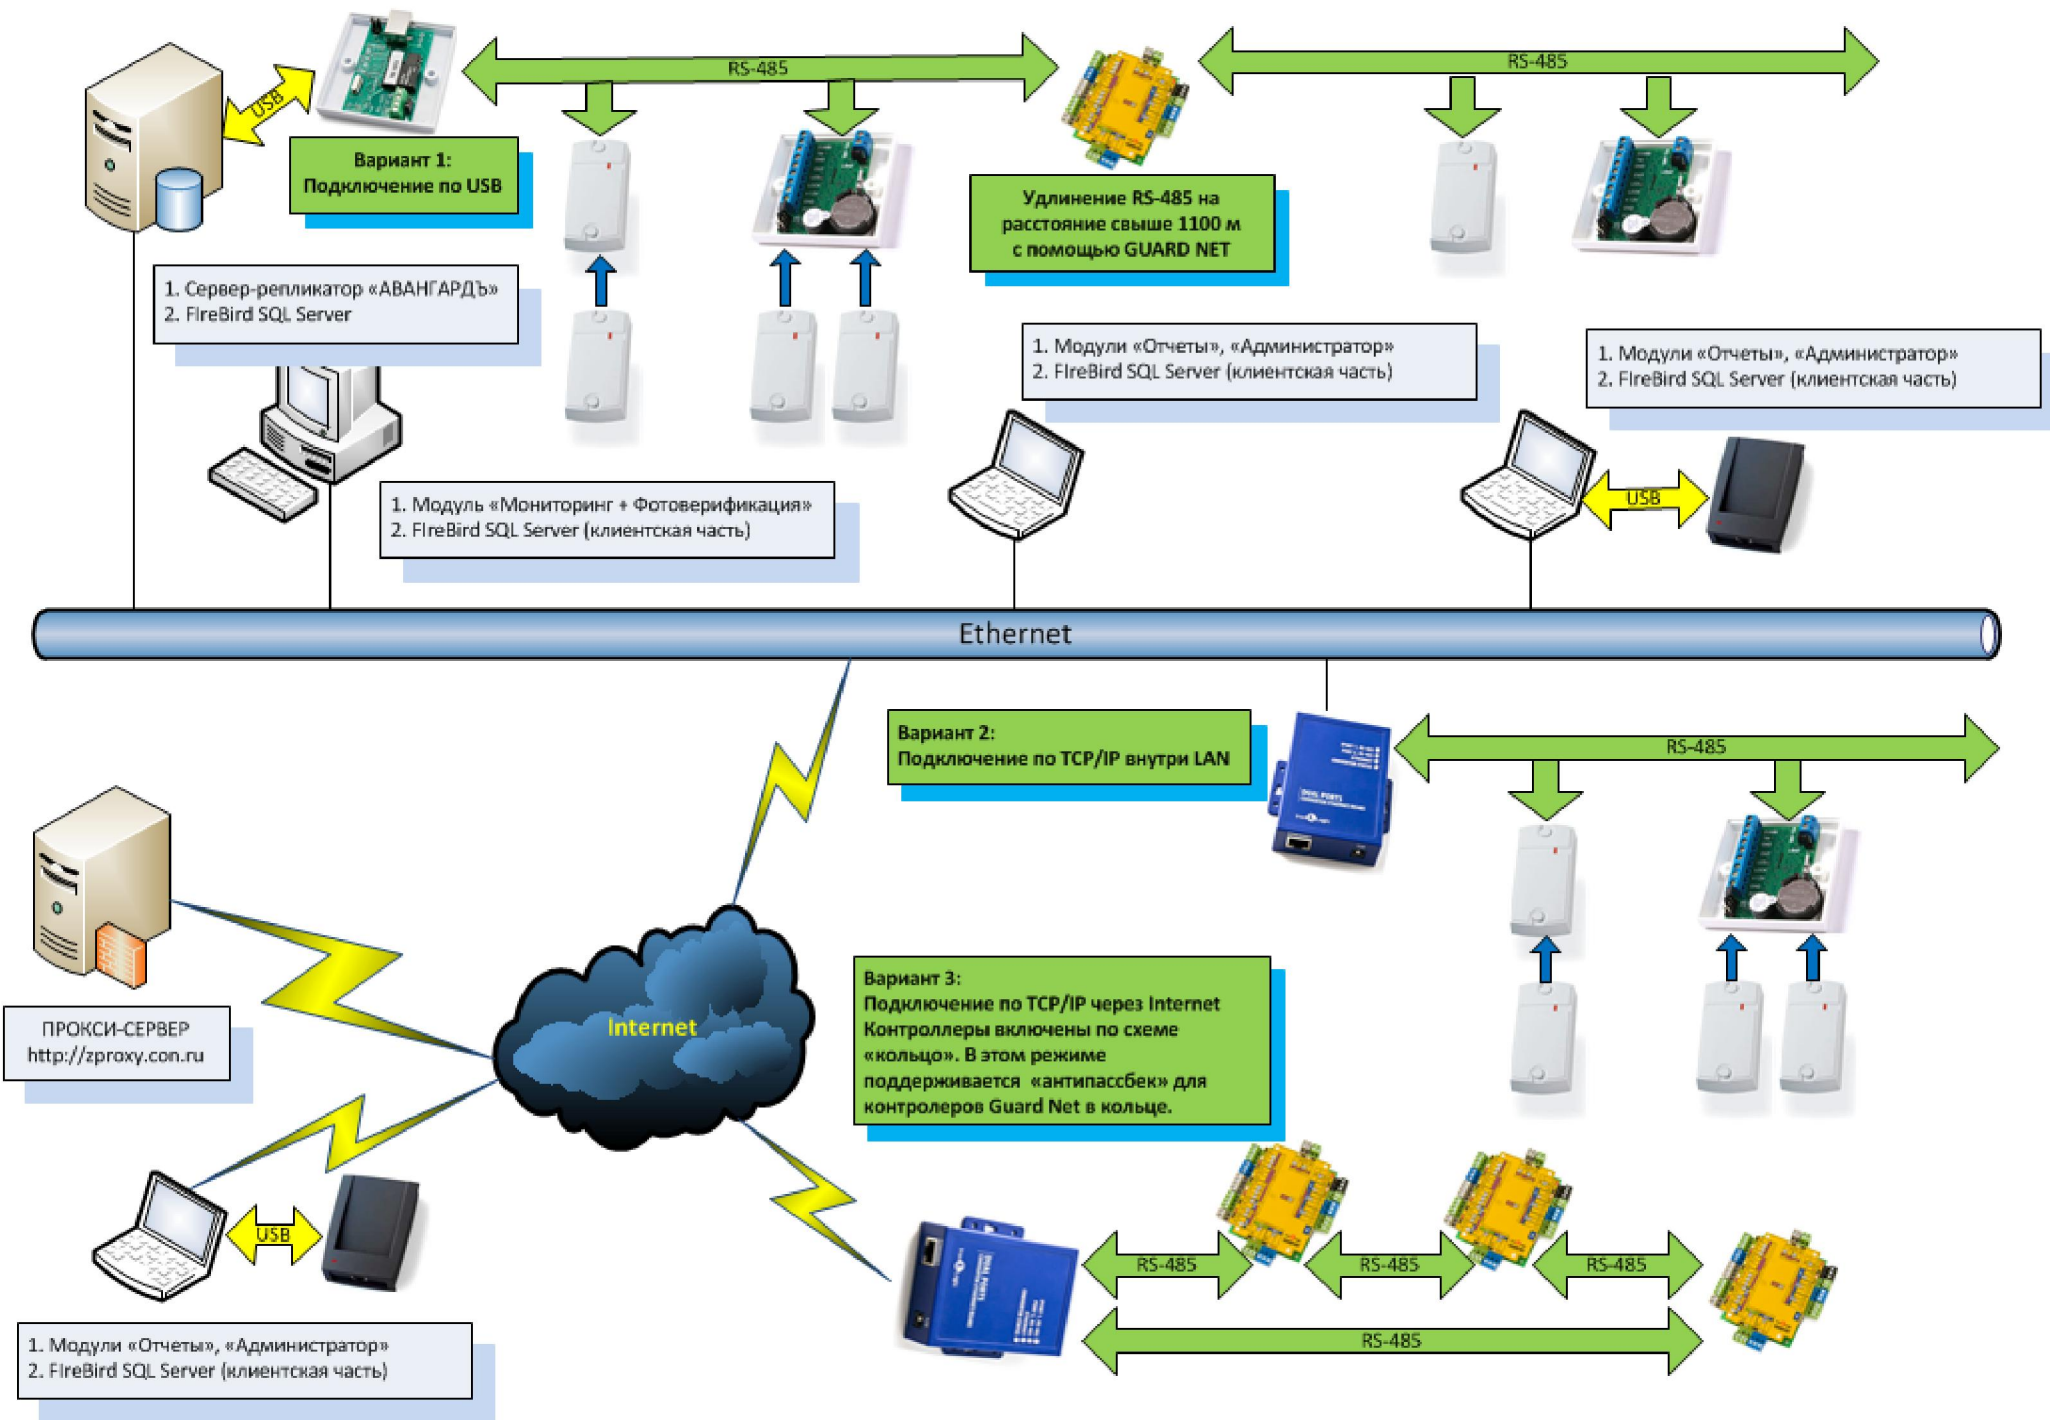 RS-485
RS-485
USB
Вариант 1:
Подключение по USB
Удлинение RS-485 на
расстояние свыше 1100 м
с помощью GUARD NET
1. Сервер-репликатор «АВАНГАРДЪ»
2. FIreBird SQL Server
1. Модули «Отчеты», «Администратор»
2. FIreBird SQL Server (клиентская часть)
1. Модули «Отчеты», «Администратор»
2. FIreBird SQL Server (клиентская часть)
1. Модуль «Мониторинг + Фотоверификация»
2. FIreBird SQL Server (клиентская часть)
USB
Ethernet
Вариант 2:
Подключение по TCP/IP внутри LAN
RS-485
DUAL PORTS
Вариант 3:
Подключение по TCP/IP через Internet
Контроллеры включены по схеме
«кольцо». В этом режиме
поддерживается «антипассбек» для
контролеров Guard Net в кольце.
Internet
ПРОКСИ-СЕРВЕР
http://zproxy.con.ru
USB
DUAL PORTS
RS-485
RS-485
RS-485
RS-485
1. Модули «Отчеты», «Администратор»
2. FIreBird SQL Server (клиентская часть)